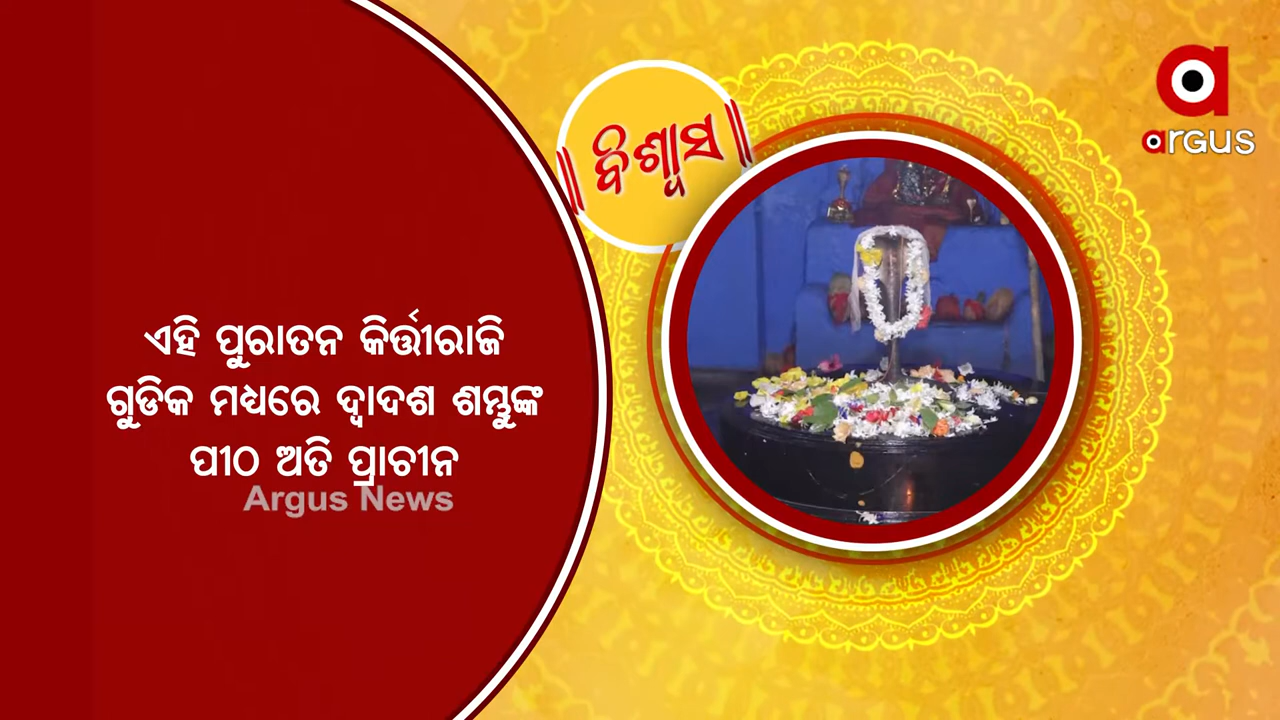 ଏହି ପୁରାତନ କିର୍ତ୍ତୀରାଜି
ଗୁଡିକ ମଧ୍ୟରେ ଦ୍ୱାଦଶ ଶମ୍ଭୁଙ୍କ
ପୀଠ ଅତି ପ୍ରାଚୀନ
Argus News
॥ ବିଶ୍ୱାସ ॥
argus